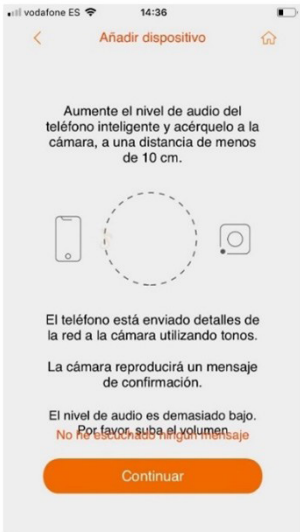 vodafone ES 14:36
Añadir dispositivo
Aumente el nivel de audio del
teléfono inteligente y acérquelo a la
cámara, a una distancia de menos
de 10 cm.
El teléfono está enviado detalles de
la red a la cámara utilizando tonos.
La cámara reproducirá un mensaje
de confirmación.
El nivel de audio es demasiado bajo.
Por favor, suba el volumen.
No he escuchado ningún mensaje
Continuar